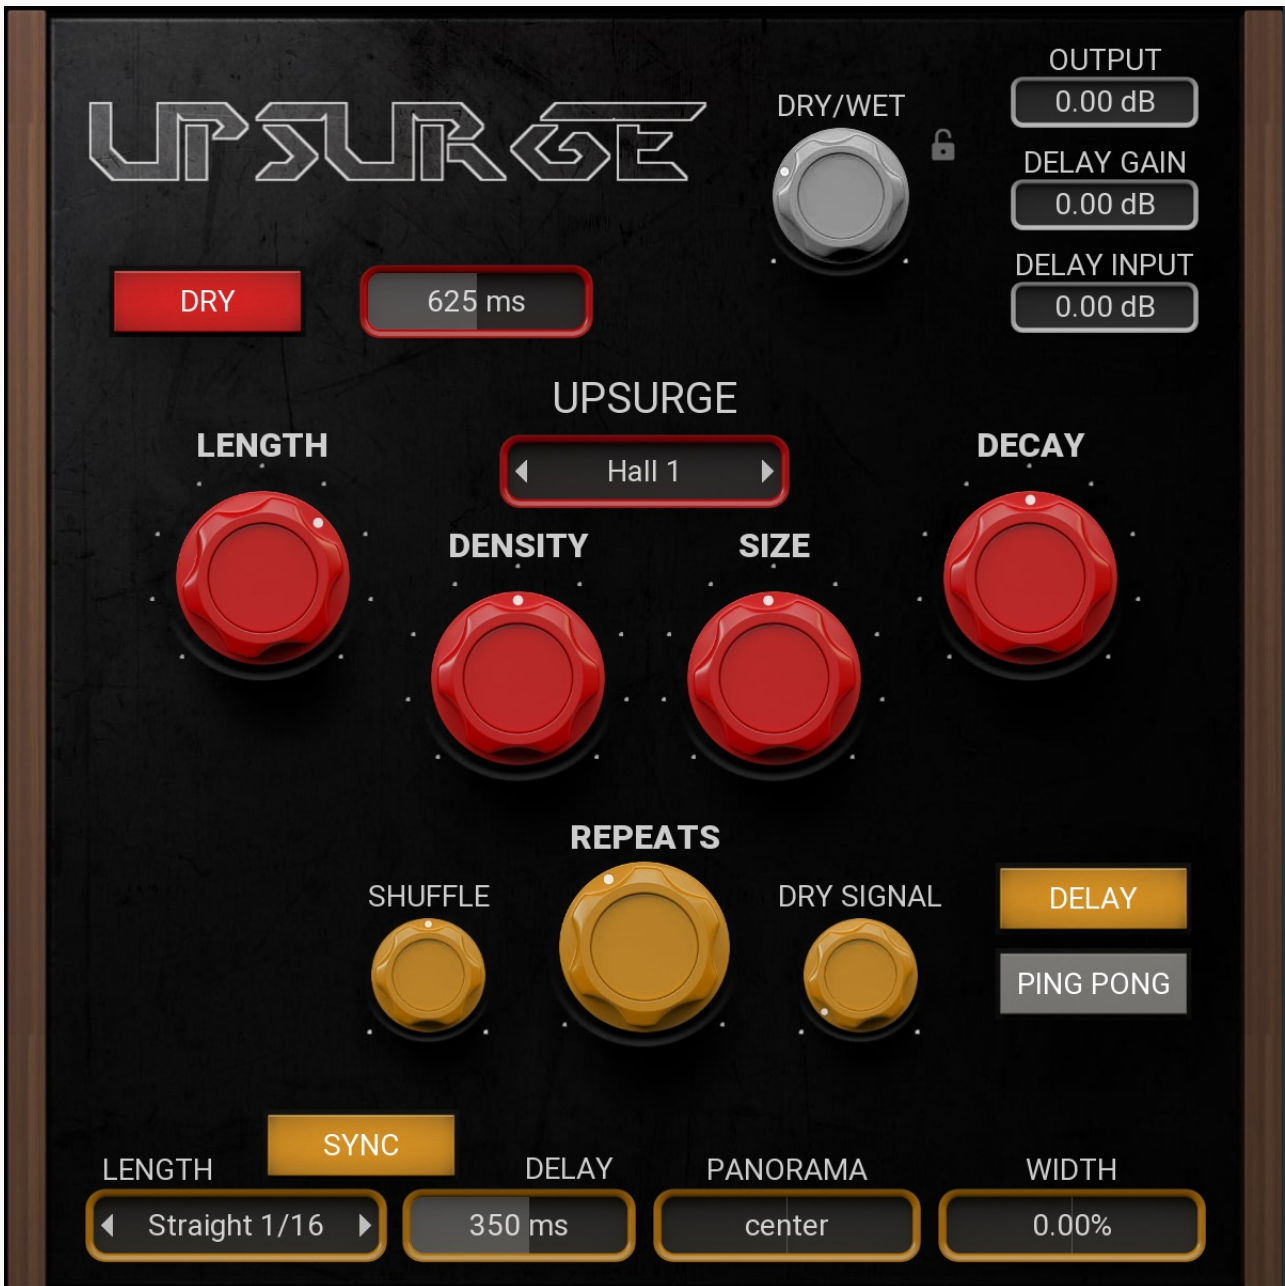 UPSURGE
DRY/WET
OUTPUT
0.00 dB
DELAY GAIN
0.00 dB
DELAY INPUT
0.00 dB
DRY
625 ms
UPSURGE
Hall 1
LENGTH
DECAY
DENSITY
SIZE
REPEATS
SHUFFLE
DRY SIGNAL
DELAY
PING PONG
SYNC
LENGTH
DELAY
PANORAMA
WIDTH
Straight 1/16
350 ms
center
0.00%